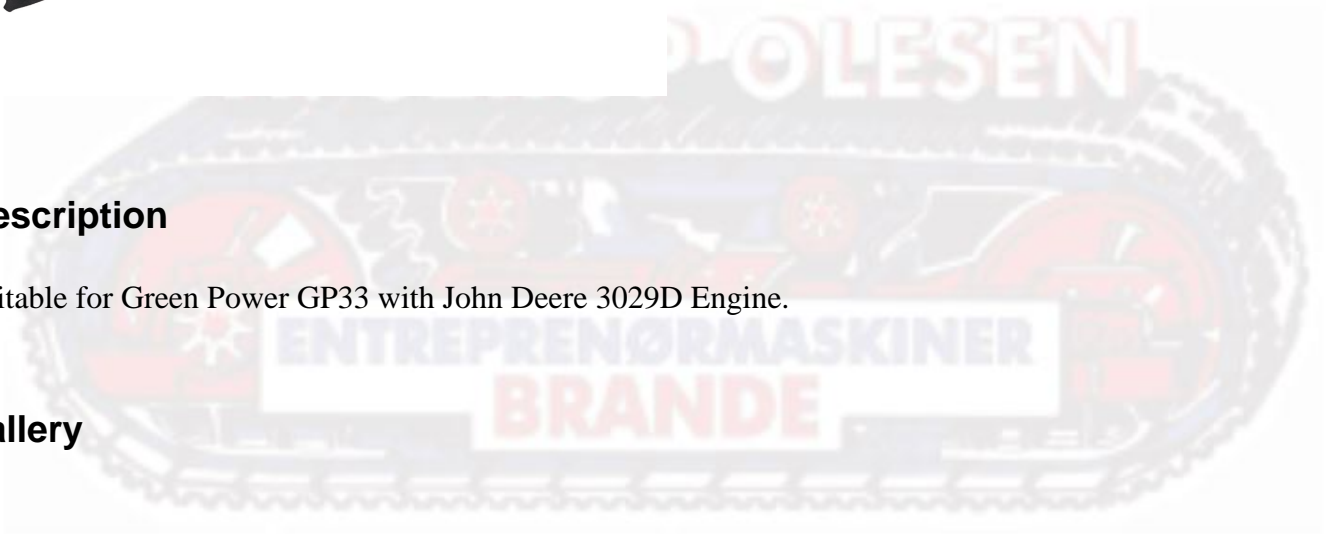 P OLESEN
escription
itable for Green Power GP33 with John Deere 3029D Engine.
ENTREPRENØRMASKINER
BRANDE
allery